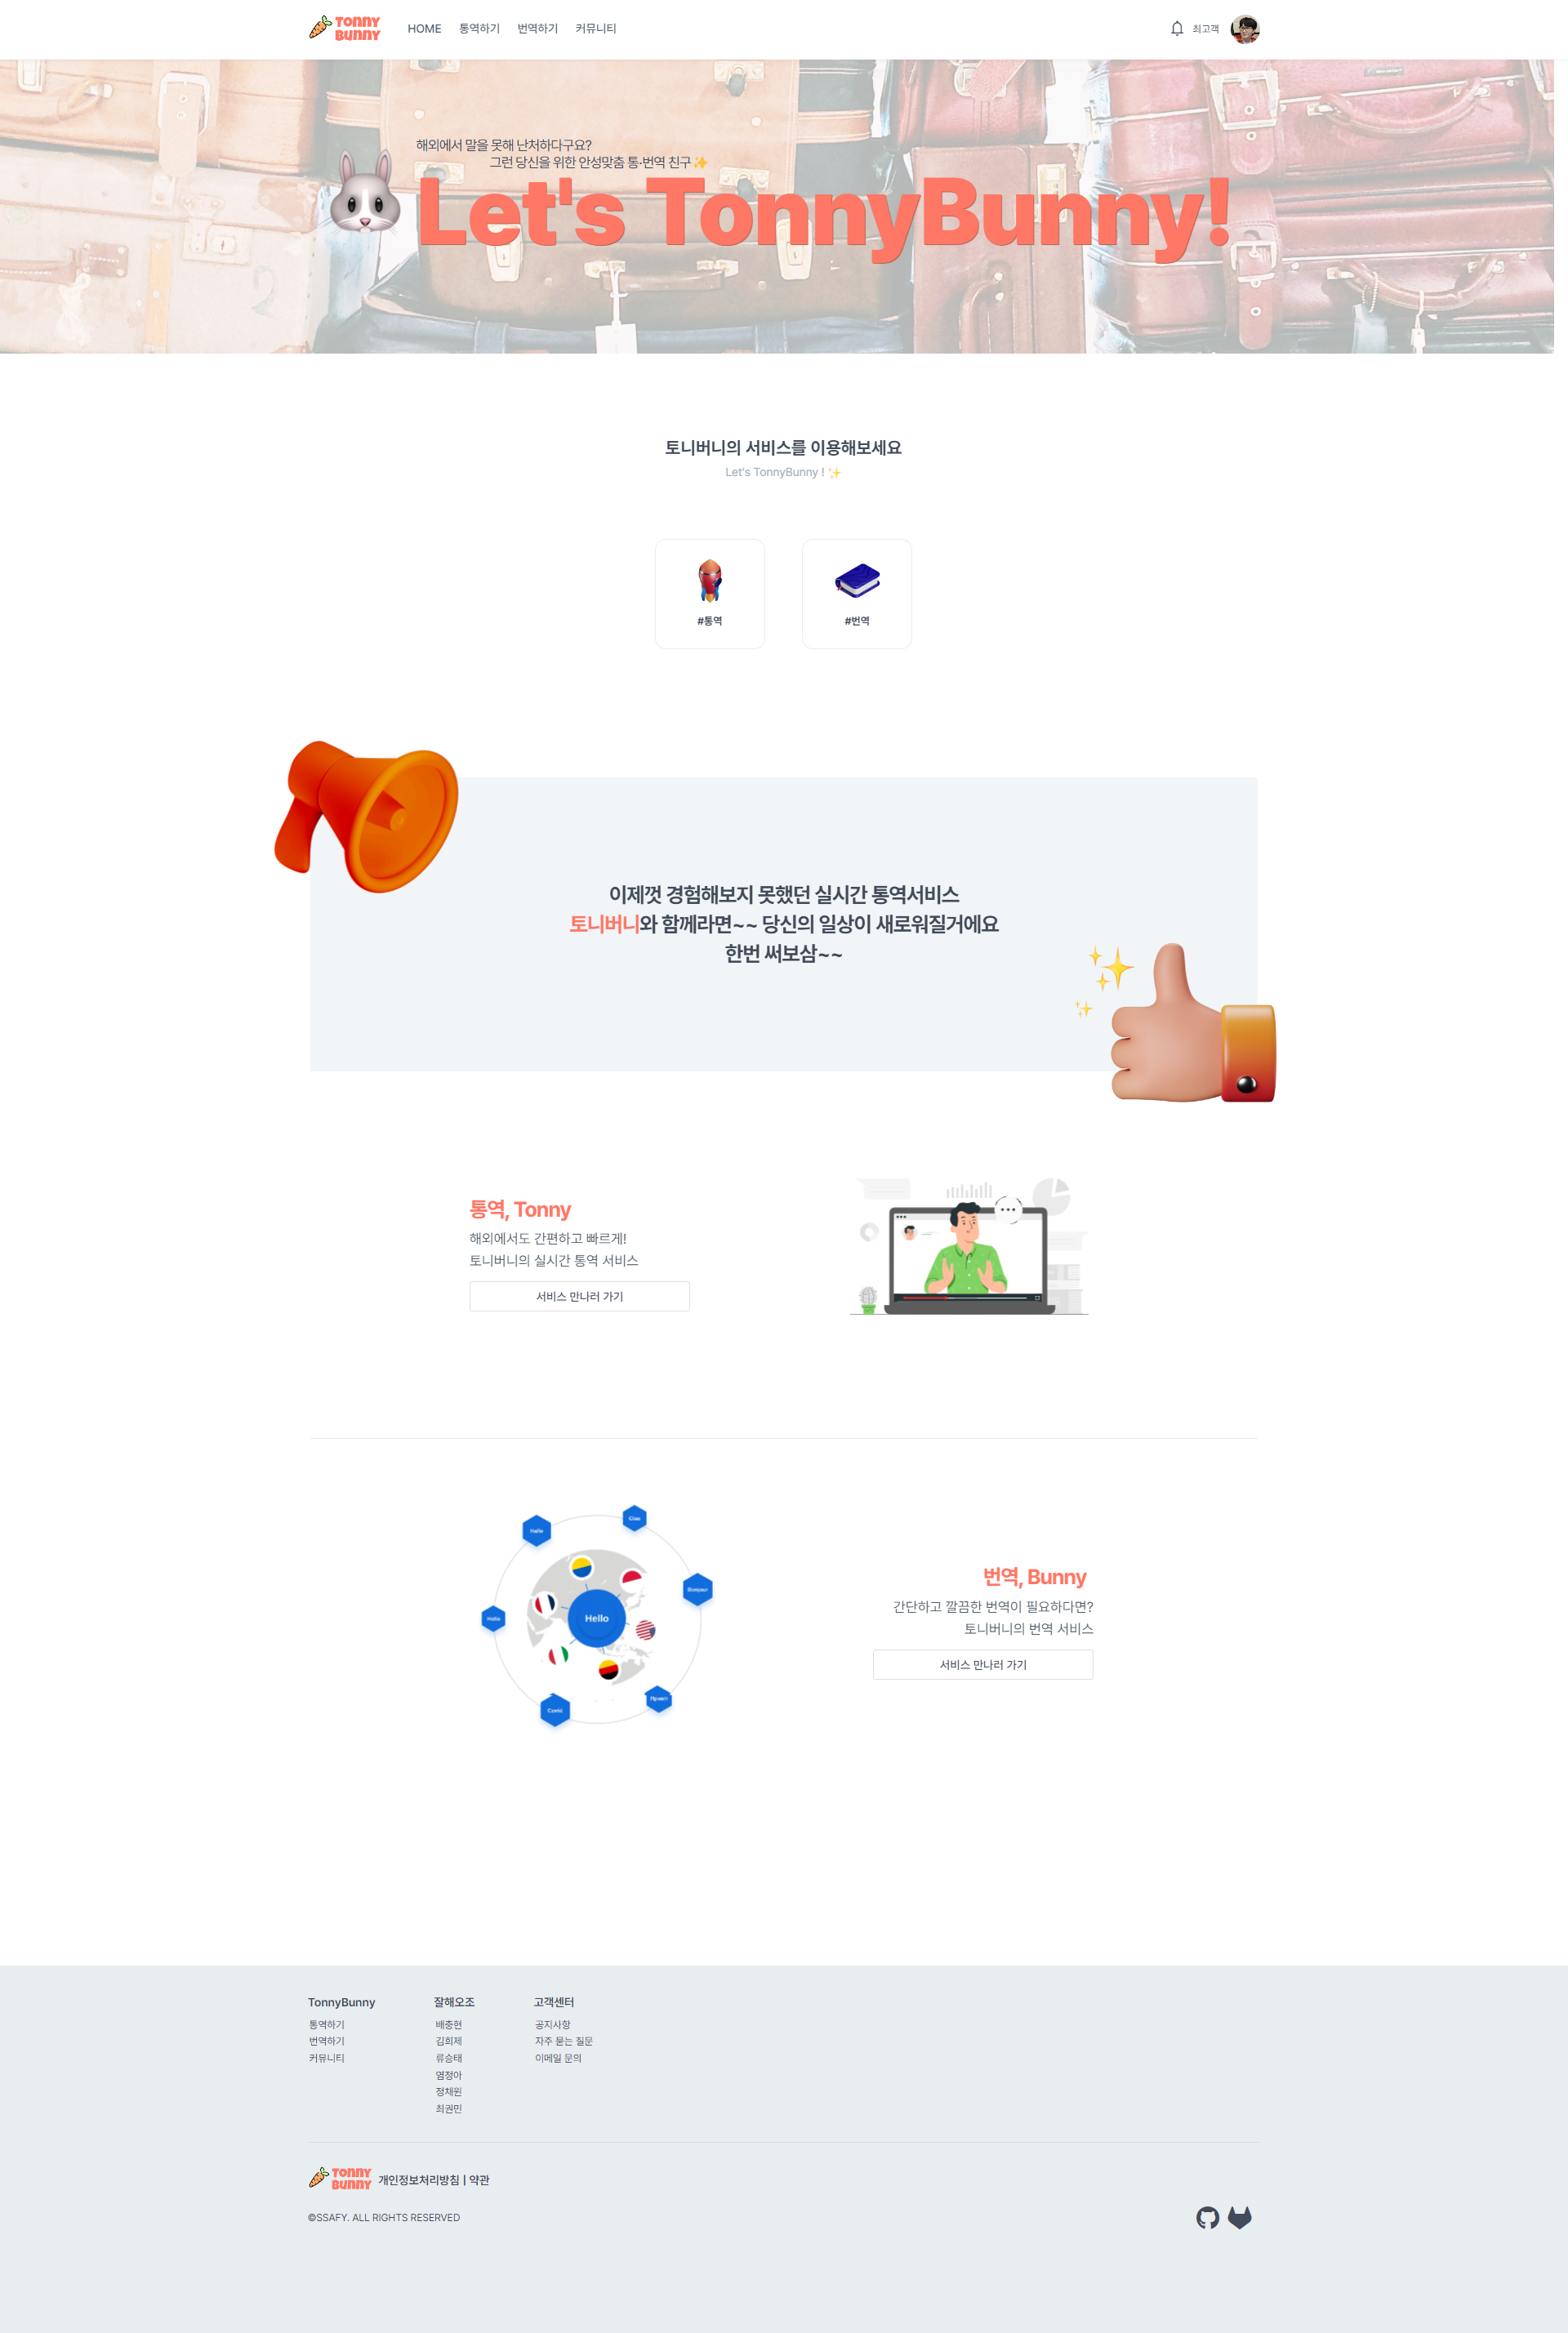 TONNY
BUNNY
HOME
통역하기
번역하기
커뮤니티
최고객
해외에서 말을 못해 난처하다구요?
그런 당신을 위한 안성맞춤 통·번역 친구✨
Let's TonnyBunny!
토니버니의 서비스를 이용해보세요
Let's TonnyBunny ! ✨
#통역
#번역
이제껏 경험해보지 못했던 실시간 통역서비스
토니버니와 함께라면~~ 당신의 일상이 새로워질거에요
한번 써보삼~~
통역, Tonny
해외에서도 간편하고 빠르게!
토니버니의 실시간 통역 서비스
서비스 만나러 가기
Ciao
Hello
Bonjour
Hello
Hola
번역, Bunny
간단하고 깔끔한 번역이 필요하다면?
토니버니의 번역 서비스
서비스 만나러 가기
Привет
TonnyBunny
통역하기
번역하기
커뮤니티
잘해오조
배충현
김희제
류승태
염정아
정채원
최권민
고객센터
공지사항
자주 묻는 질문
이메일 문의
TONNY
BUNNY
개인정보처리방침 | 약관
©SSAFY. ALL RIGHTS RESERVED